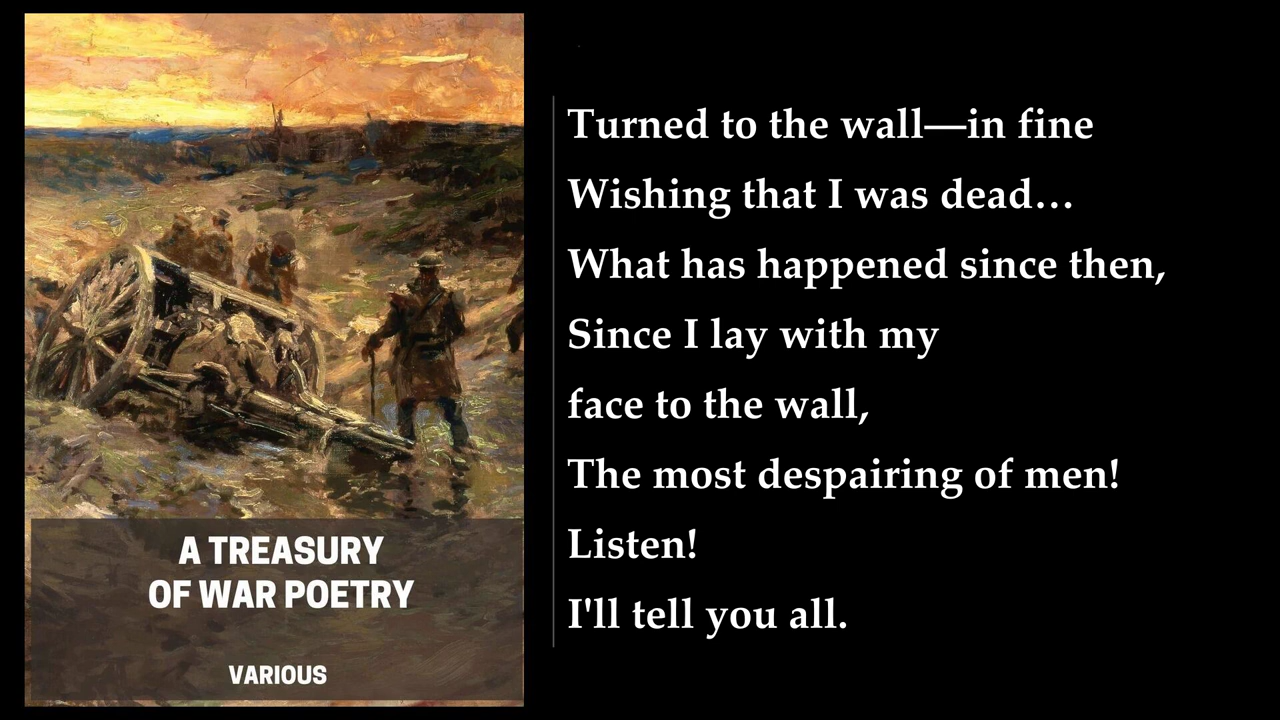 A TREASURY
OF WAR POETRY
VARIOUS
Turned to the wall—in fine
Wishing that I was dead…
What has happened since then,
Since I lay with my
face to the wall,
The most despairing of men!
Listen!
I'll tell you all.